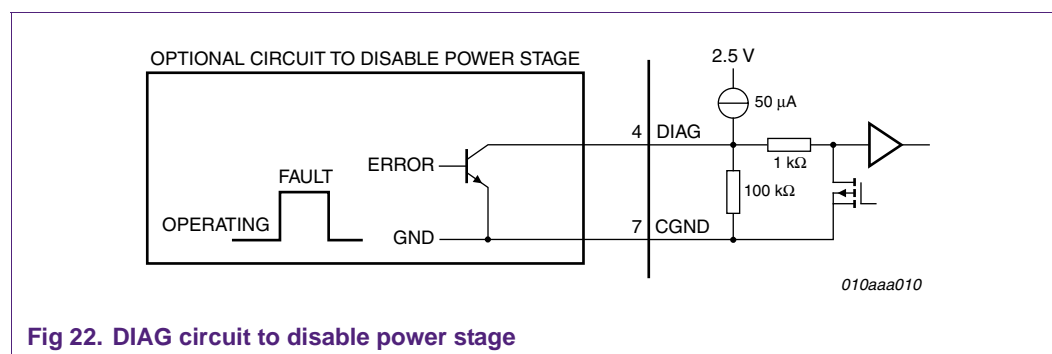 OPTIONAL CIRCUIT TO DISABLE POWER STAGE
2.5 V
50 μA
4 DIAG
ERROR
1 kΩ
FAULT
100 kΩ
OPERATING
GND
7 CGND
010aaa010
Fig 22. DIAG circuit to disable power stage